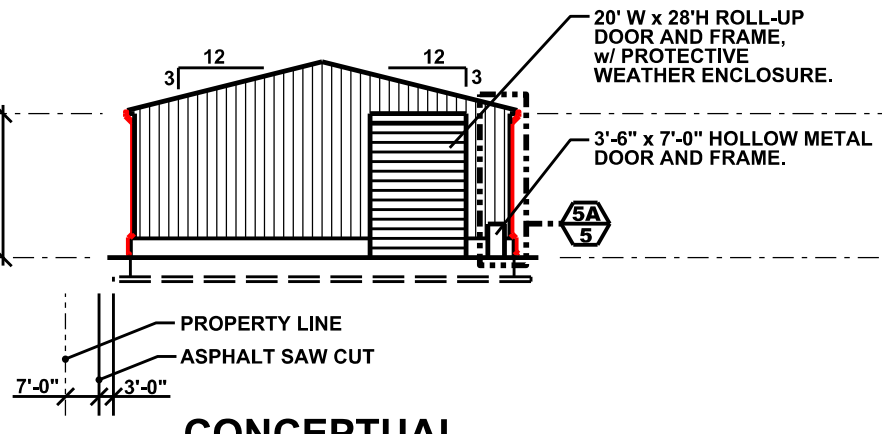 20' W x 28'H ROLL-UP
DOOR AND FRAME,
w/ PROTECTIVE
WEATHER ENCLOSURE.
12
3
12
3
3'-6" x 7'-0" HOLLOW METAL
DOOR AND FRAME.
5A
5
PROPERTY LINE
ASPHALT SAW CUT
7'-0"
3'-0"
CONCEPTUAL